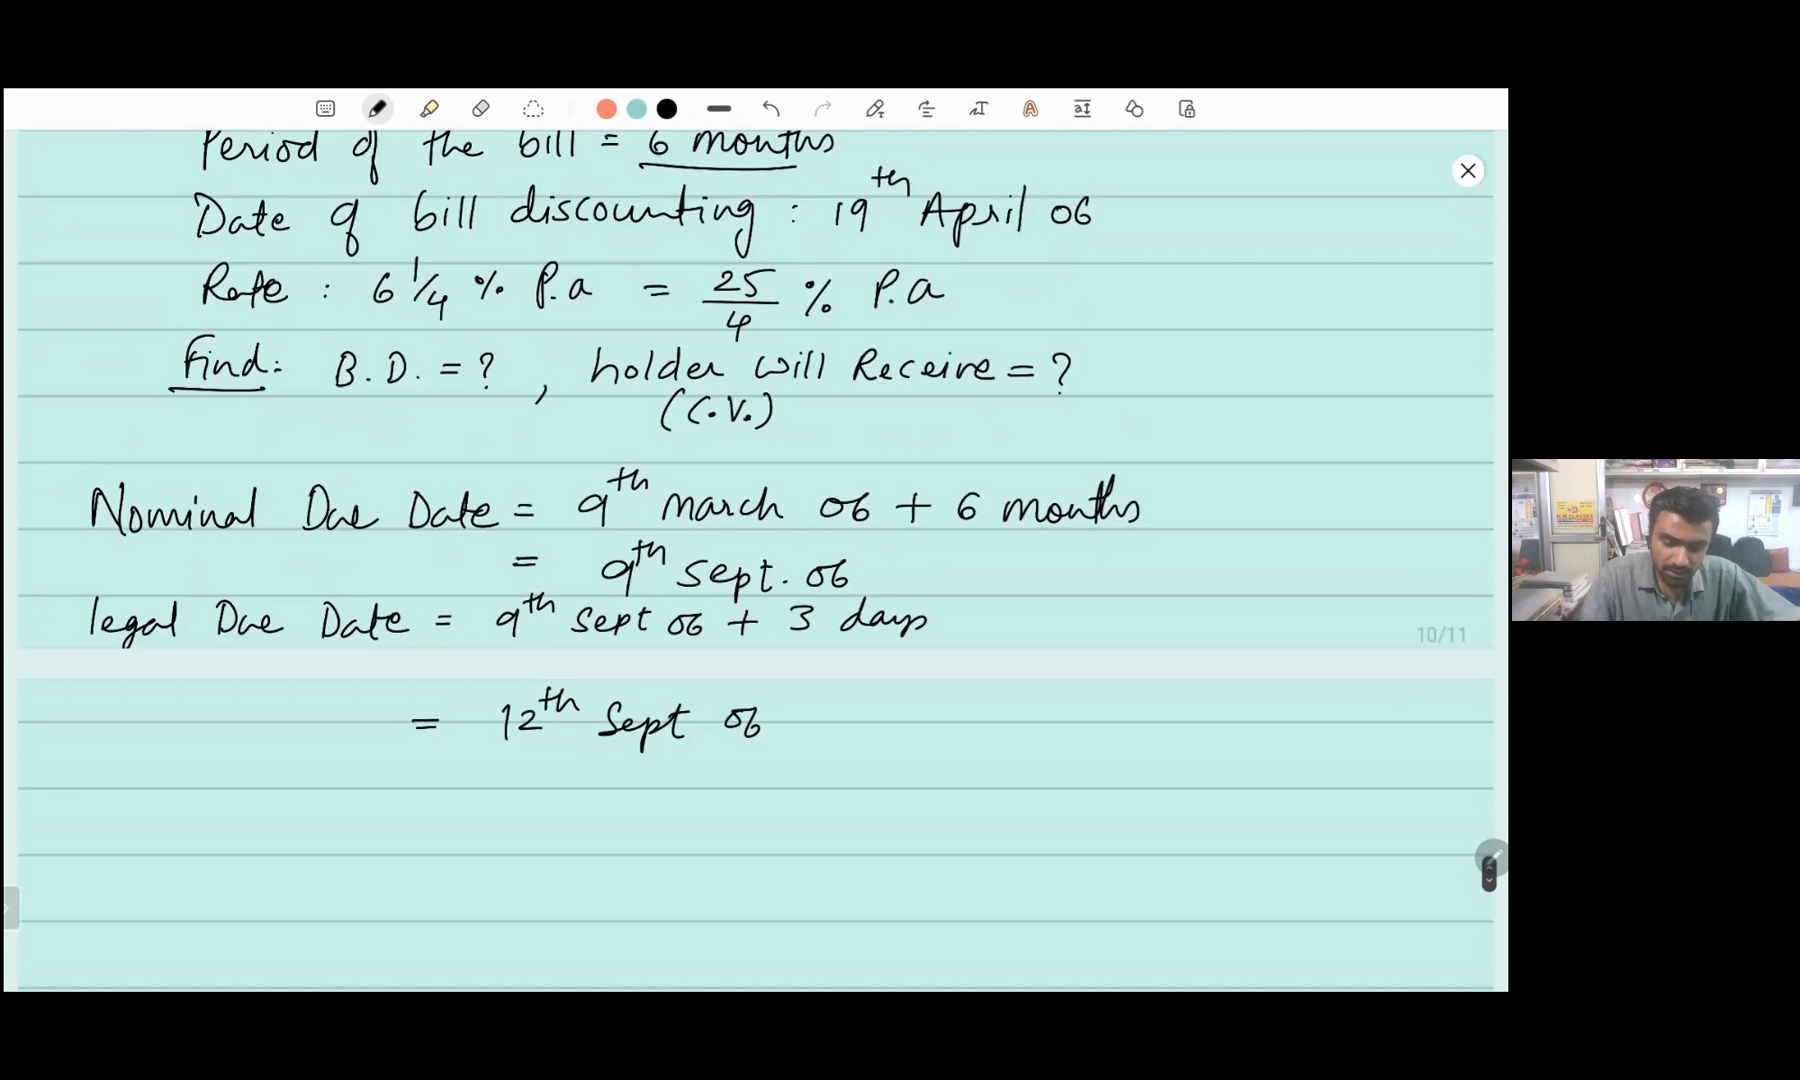 Period of the bill = 6 months
Date of bill discounting : 19th April 06
Rate : 6 1/4 % P.a = 25/4 % P.a
Find: B.D. = ? , holder will Receive = ?
(C.V.)
Nominal Due Date = 9th march 06 + 6 months
= 9th Sept. 06
legal Due Date = 9th Sept 06 + 3 days
10/11
= 12th Sept 06